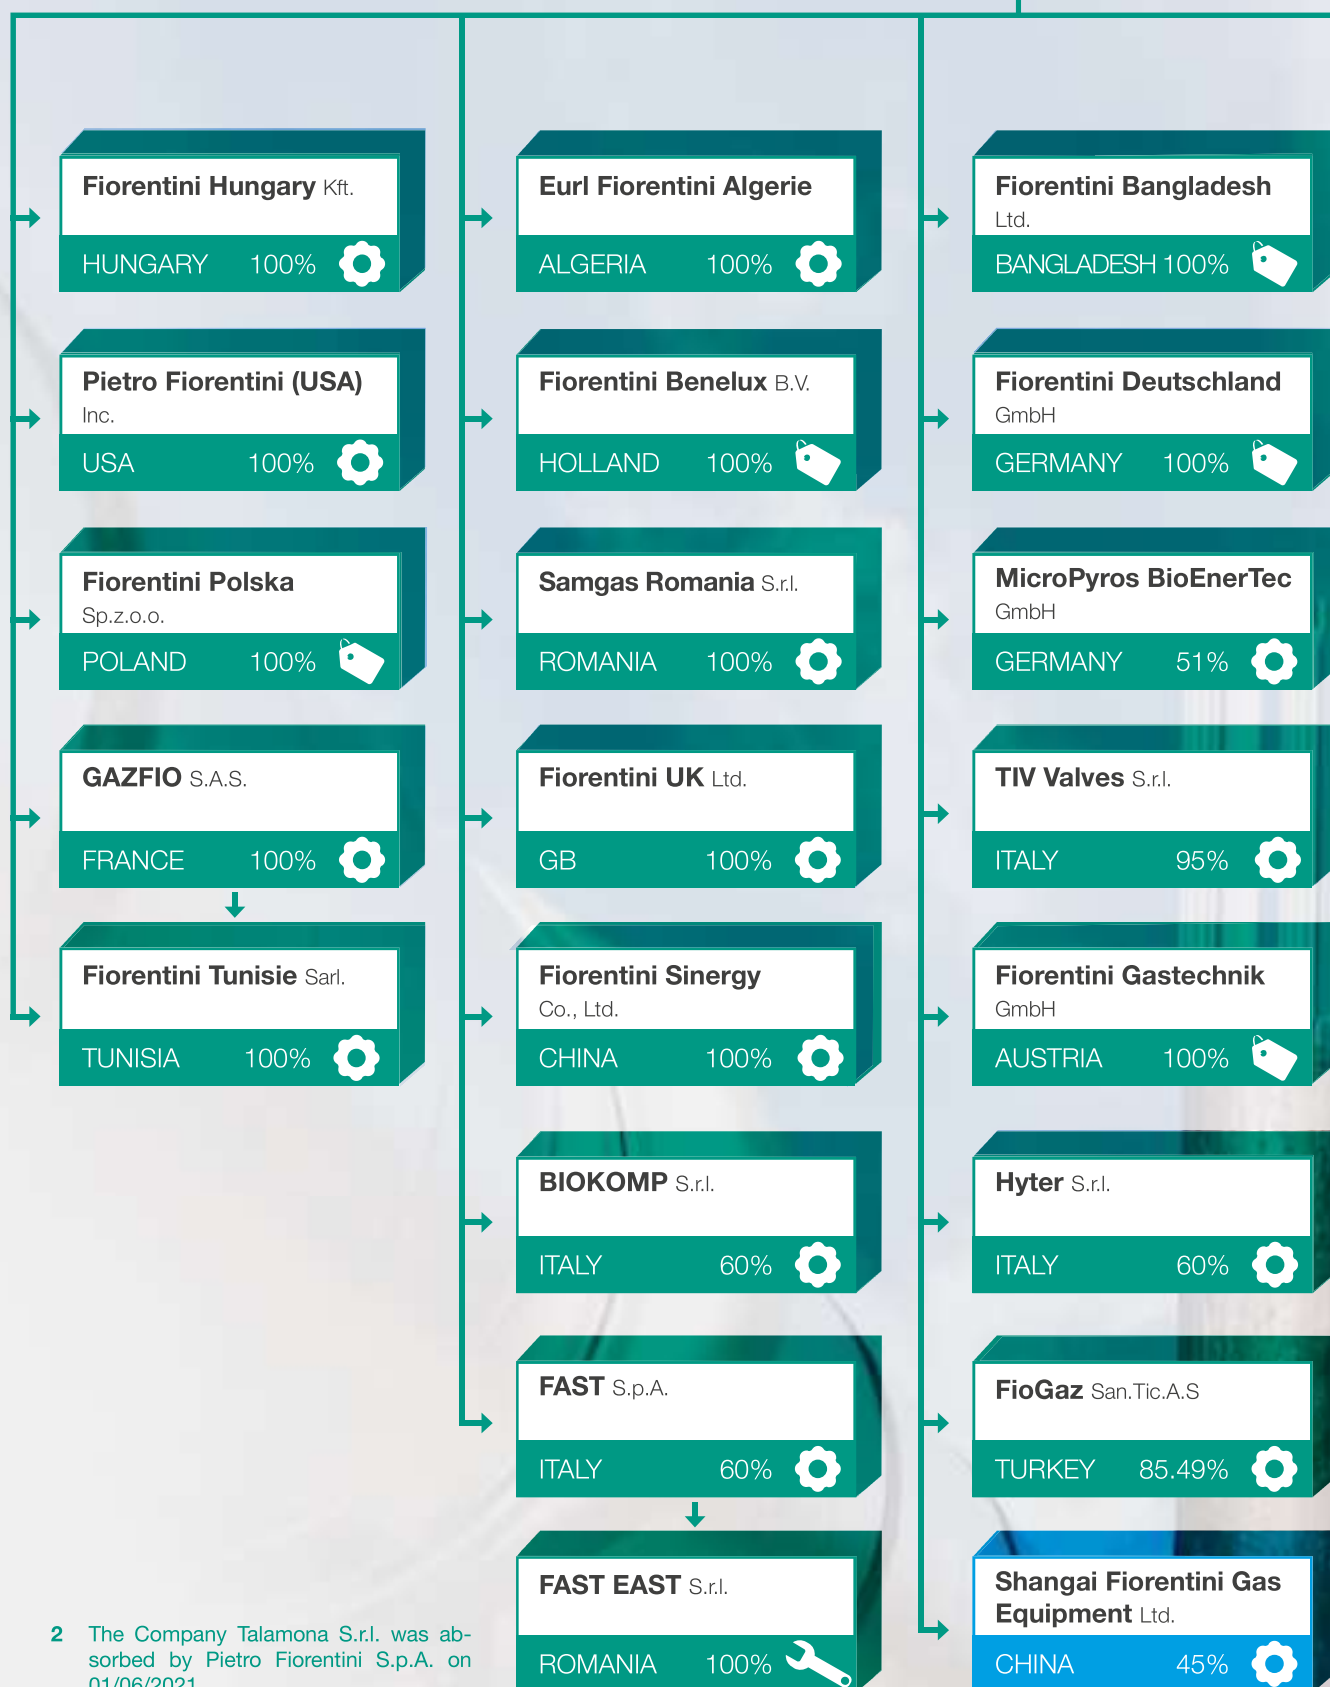 Fiorentini Hungary Kft.
HUNGARY 100%
Pietro Fiorentini (USA)
Inc.
USA 100%
Fiorentini Polska
Sp.z.o.o.
POLAND 100%
GAZFIO S.A.S.
FRANCE 100%
Fiorentini Tunisie Sarl.
TUNISIA 100%
Eurl Fiorentini Algerie
ALGERIA 100%
Fiorentini Benelux B.V.
HOLLAND 100%
Samgas Romania S.r.l.
ROMANIA 100%
Fiorentini UK Ltd.
GB 100%
Fiorentini Sinergy
Co., Ltd.
CHINA 100%
BIOKOMP S.r.l.
ITALY 60%
FAST S.p.A.
ITALY 60%
FAST EAST S.r.l.
ROMANIA 100%
Fiorentini Bangladesh
Ltd.
BANGLADESH 100%
Fiorentini Deutschland
GmbH
GERMANY 100%
MicroPyros BioEnerTec
GmbH
GERMANY 51%
TIV Valves S.r.l.
ITALY 95%
Fiorentini Gastechnik
GmbH
AUSTRIA 100%
Hyter S.r.l.
ITALY 60%
FioGaz San.Tic.A.S
TURKEY 85.49%
Shangai Fiorentini Gas
Equipment Ltd.
CHINA 45%
2 The Company Talamona S.r.l. was ab-
sorbed by Pietro Fiorentini S.p.A. on
01/06/2021